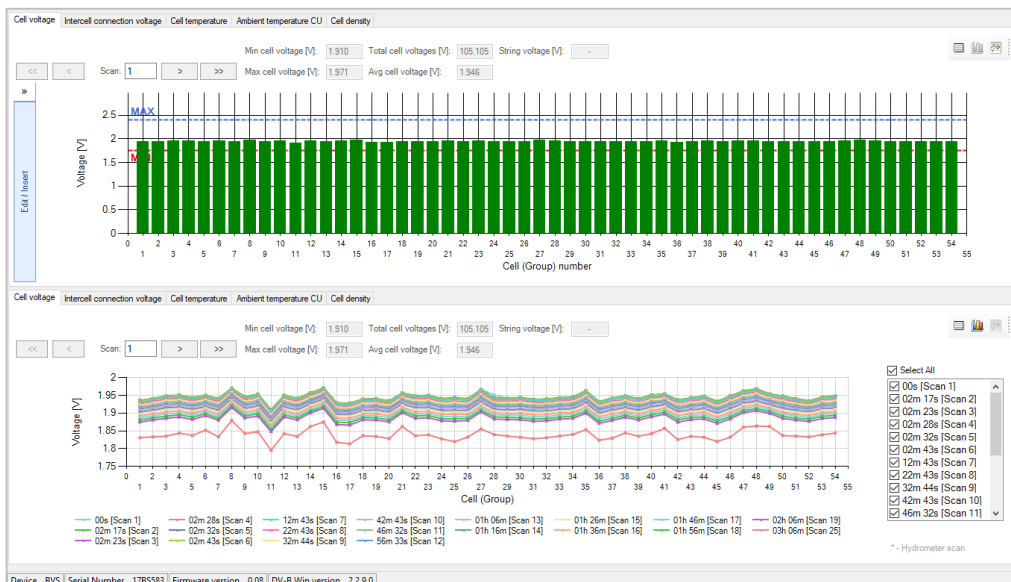 Cell voltage Intercell connection voltage Cell temperature Ambient temperature CU Cell density
Min cell voltage [V]: 1.910 Total cell voltages [V]: 105.105 String voltage [V]: -
<< < Scan: 1 > >> Max cell voltage [V]: 1.971 Avg cell voltage [V]: 1.946
»
Edit / Insert
Voltage [V]
2.5
2
1.5
1
0.5
0
MAX
0 2 4 6 8 10 12 14 16 18 20 22 24 26 28 30 32 34 36 38 40 42 44 46 48 50 52 54
1 3 5 7 9 11 13 15 17 19 21 23 25 27 29 31 33 35 37 39 41 43 45 47 49 51 53 55
Cell (Group) number
Cell voltage Intercell connection voltage Cell temperature Ambient temperature CU Cell density
Min cell voltage [V]: 1.910 Total cell voltages [V]: 105.105 String voltage [V]: -
<< < Scan: 1 > >> Max cell voltage [V]: 1.971 Avg cell voltage [V]: 1.946
Voltage [V]
2
1.95
1.9
1.85
1.8
1.75
0 2 4 6 8 10 12 14 16 18 20 22 24 26 28 30 32 34 36 38 40 42 44 46 48 50 52 54
1 3 5 7 9 11 13 15 17 19 21 23 25 27 29 31 33 35 37 39 41 43 45 47 49 51 53 55
Cell (Group)
00s [Scan 1] 02m 28s [Scan 4] 12m 43s [Scan 7] 42m 43s [Scan 10] 01h 06m [Scan 13] 01h 26m [Scan 15] 01h 46m [Scan 17] 02h 06m [Scan 19]
02m 17s [Scan 2] 02m 32s [Scan 5] 22m 43s [Scan 8] 46m 32s [Scan 11] 01h 16m [Scan 14] 01h 36m [Scan 16] 01h 56m [Scan 18] 03h 06m [Scan 25]
02m 23s [Scan 3] 02m 43s [Scan 6] 32m 44s [Scan 9] 56m 33s [Scan 12]
Select All
00s [Scan 1]
02m 17s [Scan 2]
02m 23s [Scan 3]
02m 28s [Scan 4]
02m 32s [Scan 5]
02m 43s [Scan 6]
12m 43s [Scan 7]
22m 43s [Scan 8]
32m 44s [Scan 9]
42m 43s [Scan 10]
46m 32s [Scan 11]
* - Hydrometer scan
Device BVS Serial Number 17BS583 Firmware version 0.08 DV-B Win version 2.2.9.0